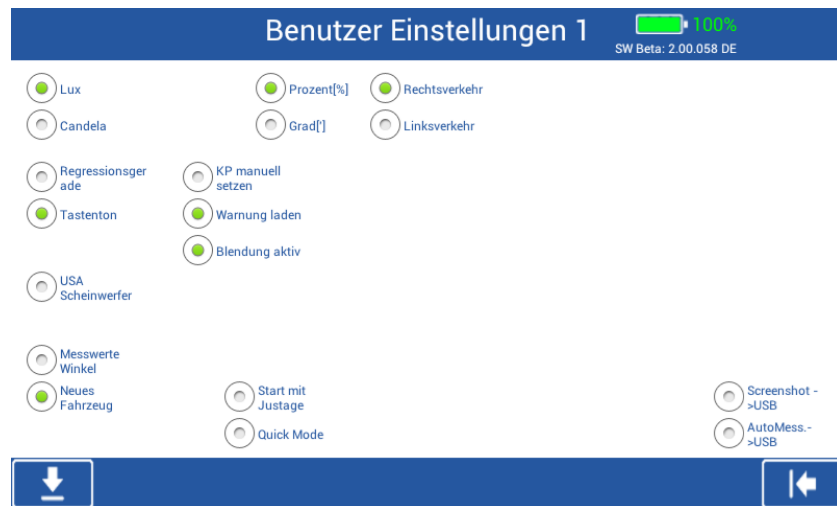 Benutzer Einstellungen 1
100%
SW Beta: 2.00.058 DE
Lux
Prozent[%]
Rechtsverkehr
Candela
Grad[']
Linksverkehr
Regressionsger
ade
KP manuell
setzen
Tastenton
Warnung laden
Blendung aktiv
USA
Scheinwerfer
Messwerte
Winkel
Neues
Fahrzeug
Start mit
Justage
Screenshot -
>USB
Quick Mode
AutoMess.-
>USB